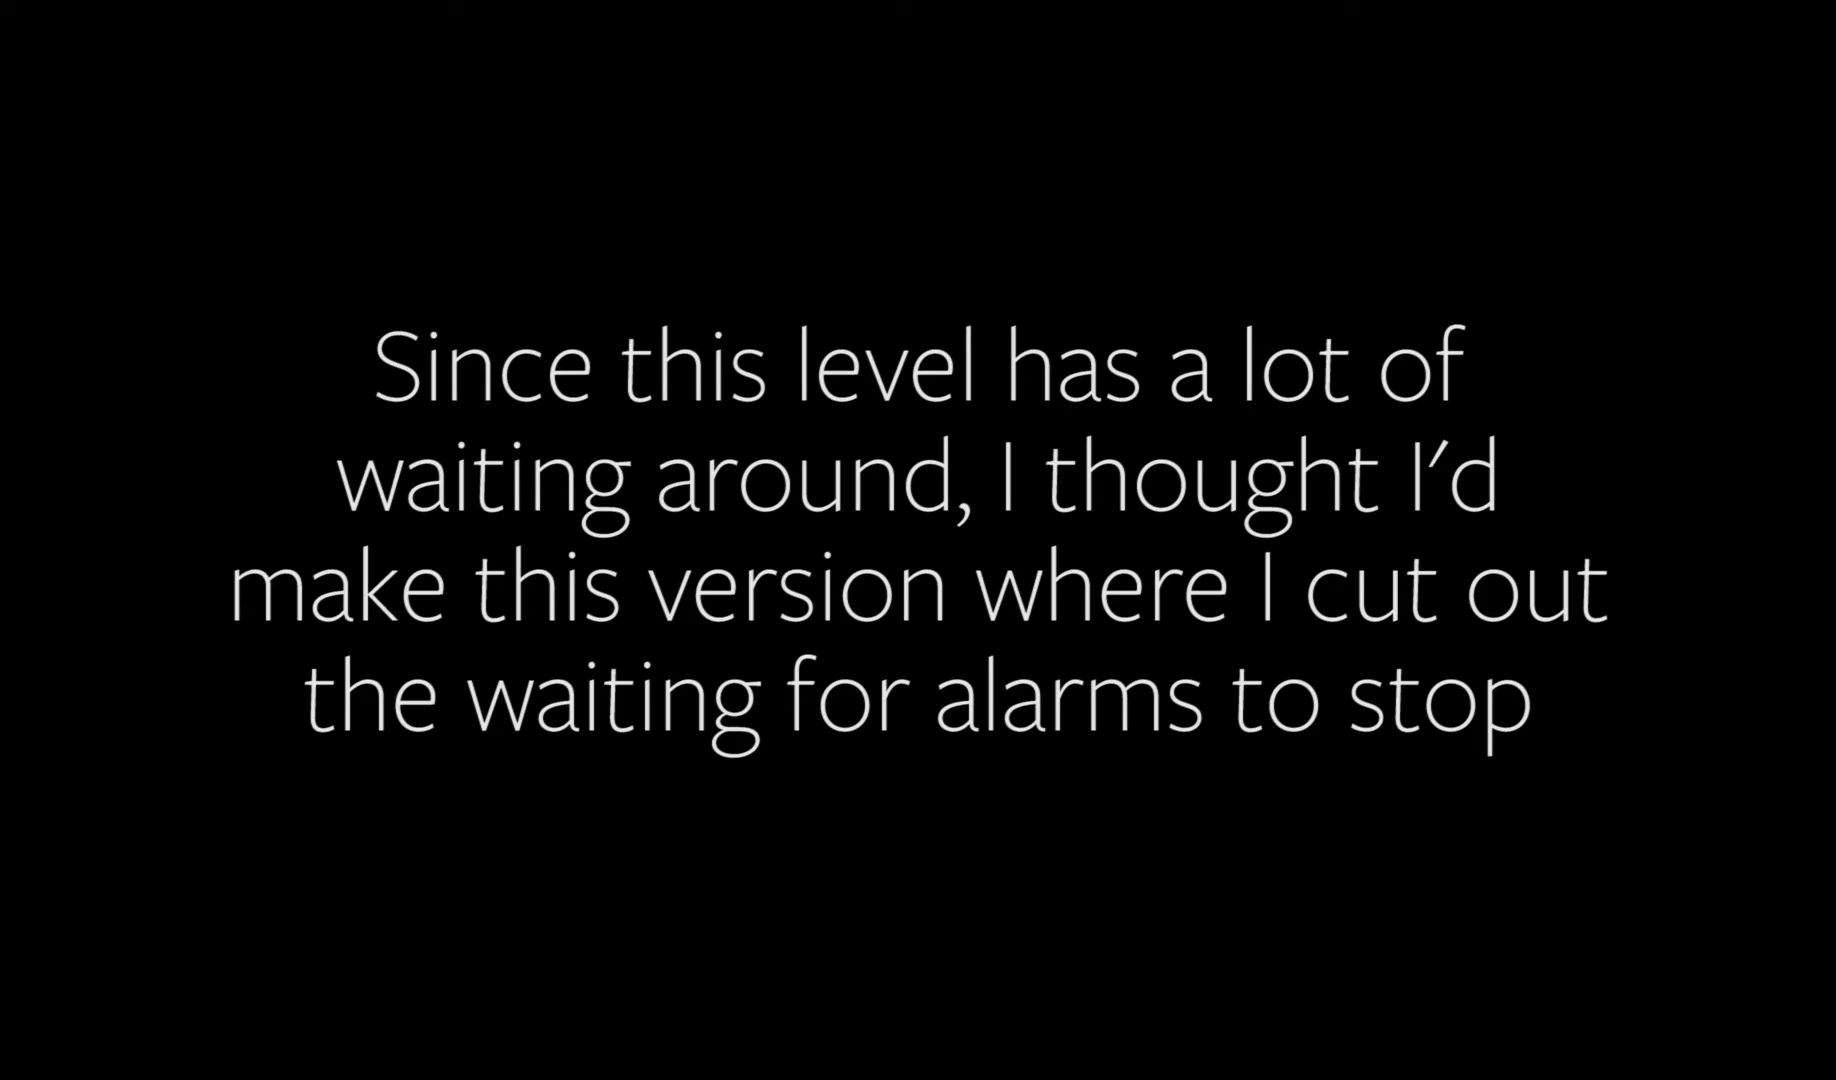 Since this level has a lot of
waiting around, I thought I'd
make this version where I cut out
the waiting for alarms to stop